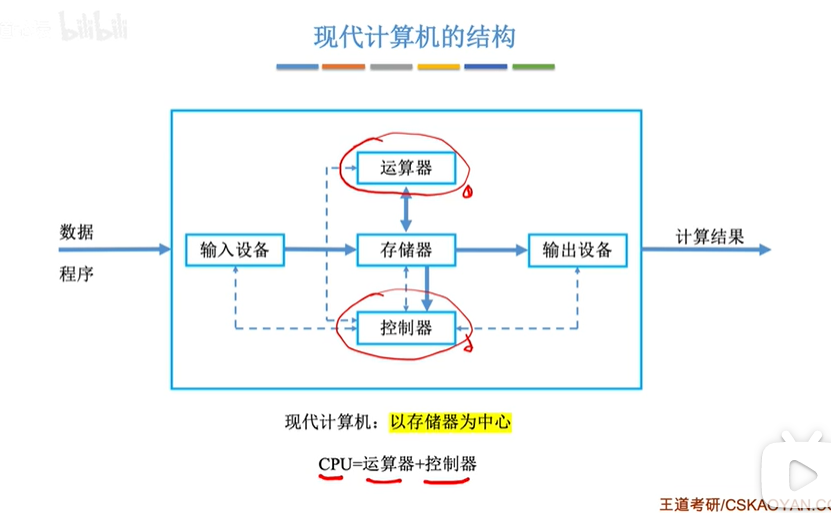 bilibili
现代计算机的结构
运算器
数据
输入设备
存储器
输出设备
计算结果
程序
控制器
现代计算机：以存储器为中心
CPU=运算器+控制器
王道考研/CSKAOYAN.CO